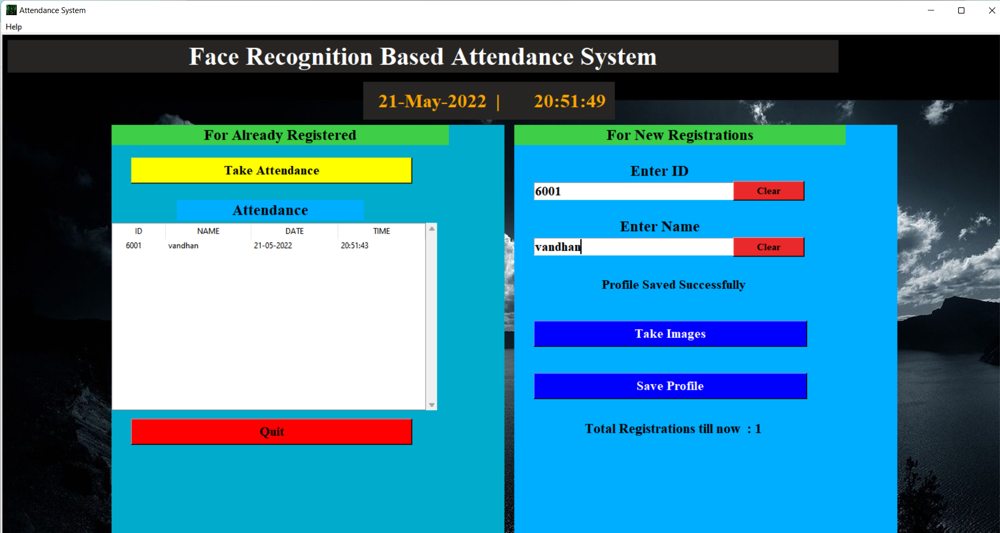 Attendance System
Help
Face Recognition Based Attendance System
21-May-2022 | 20:51:49
For Already Registered
Take Attendance
Attendance
ID NAME DATE TIME
6001 vandhan 21-05-2022 20:51:43
Quit
For New Registrations
Enter ID
6001 Clear
Enter Name
vandhan Clear
Profile Saved Successfully
Take Images
Save Profile
Total Registrations till now : 1